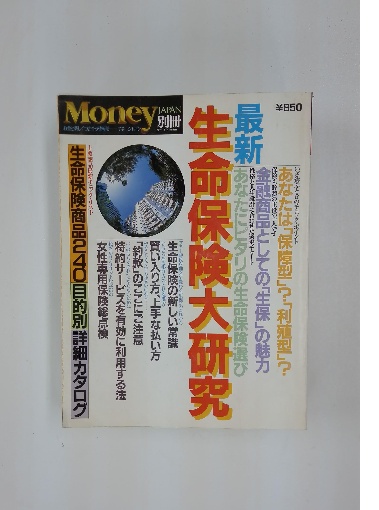 Money JAPAN
別冊
¥850
最新
生命保険大研究
あなたは「保障型」?「利殖型」?
金融商品としての「生保」の魅力
あなたにピッタリの生命保険選び
生命保険の新しい常識
賢い入り方、上手な払い方
「約款」のここに注意
特約サービスを有効に利用する法
女性専用保険総点検
生命保険商品240目的別詳細カタログ